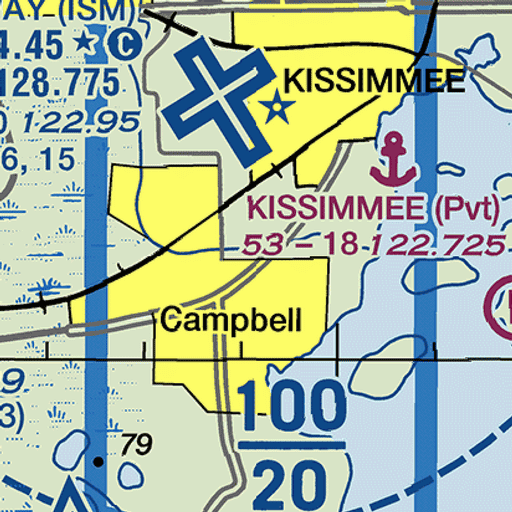 AY (ISM)
4.45 ★ C
128.775
122.95
6, 15
KISSIMMEE
KISSIMMEE (Pvt)
53 – 18 122.725
Campbell
9
3)
100
20
79